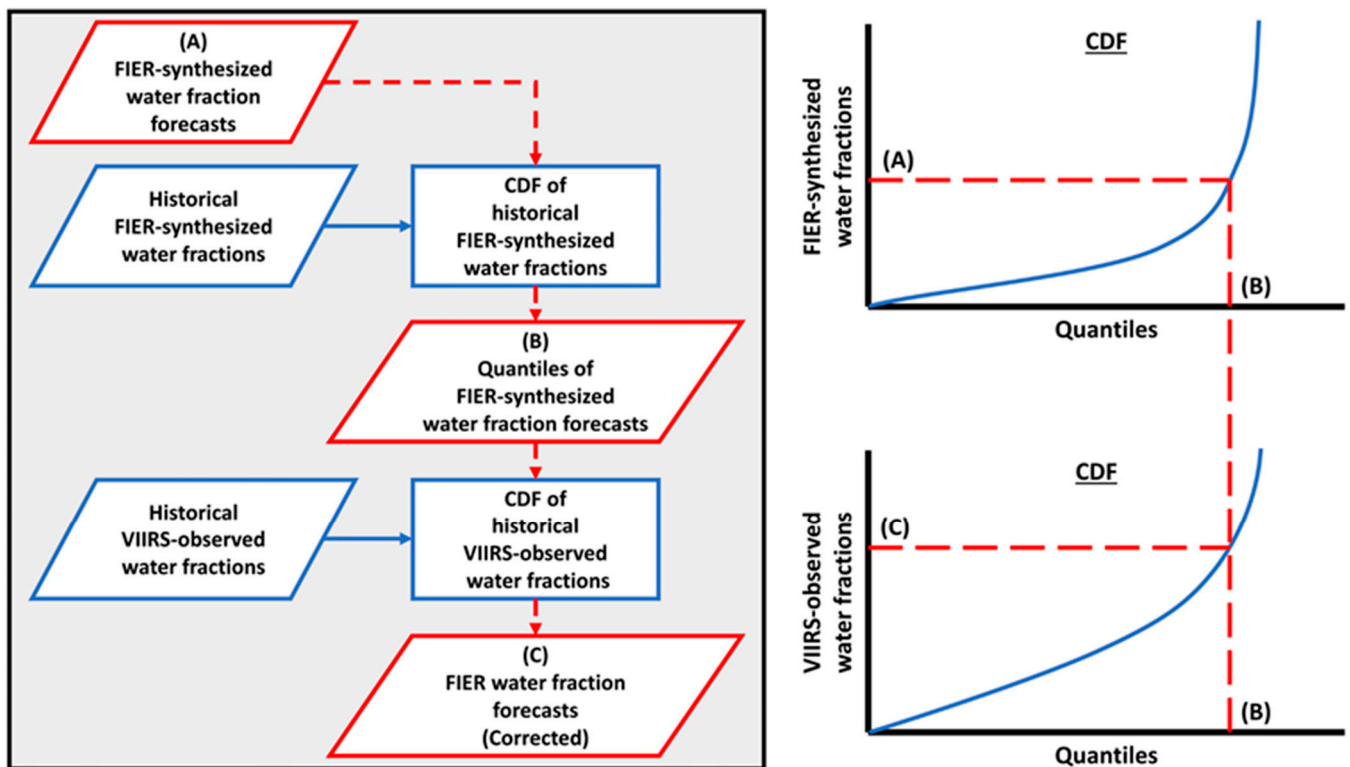 (A)
FIER-synthesized
water fraction
forecasts
Historical
FIER-synthesized
water fractions
CDF of
historical
FIER-synthesized
water fractions
(B)
Quantiles of
FIER-synthesized
water fraction forecasts
Historical
VIIRS-observed
water fractions
CDF of
historical
VIIRS-observed
water fractions
(C)
FIER water fraction
forecasts
(Corrected)
CDF
FIER-synthesized
water fractions
(A)
(B)
Quantiles
CDF
VIIRS-observed
water fractions
(C)
(B)
Quantiles